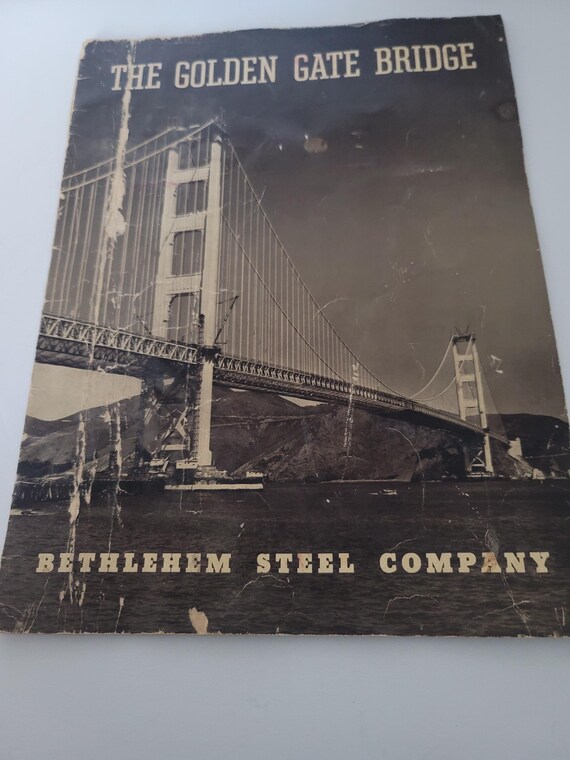 THE GOLDEN GATE BRIDGE
BETHLEHEM STEEL COMPANY